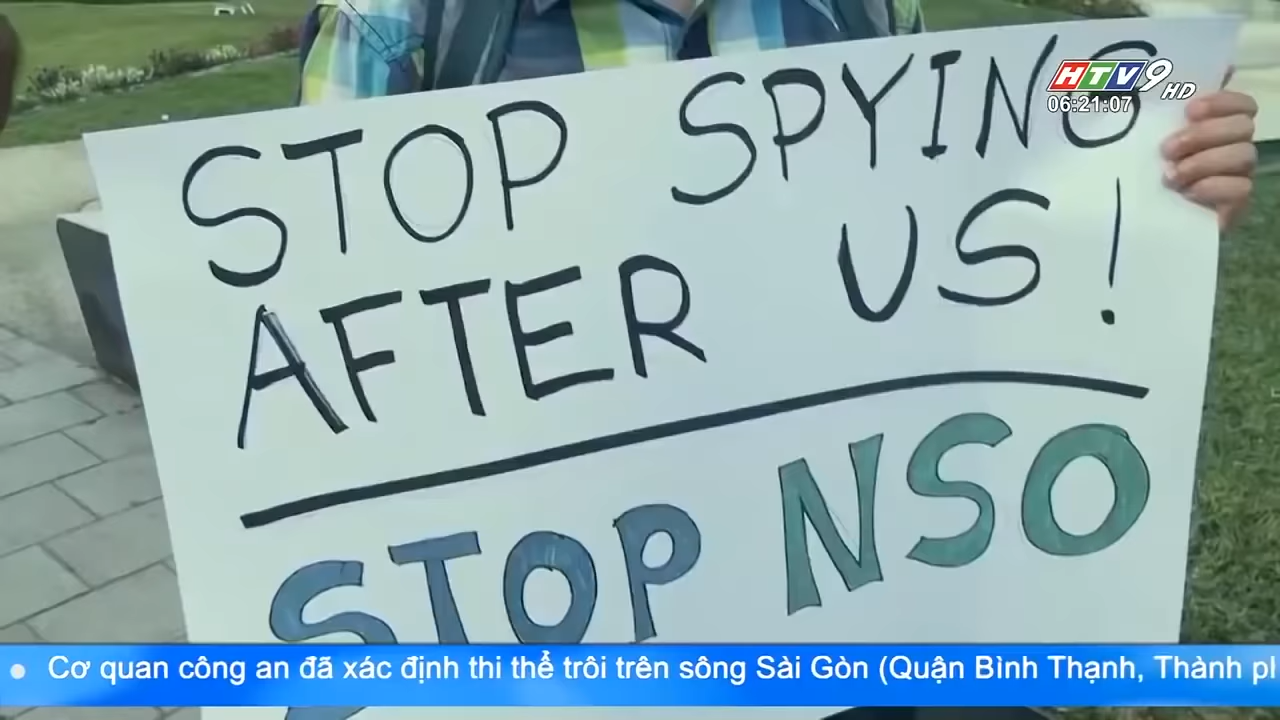 HTV9 HD
06:21:07
STOP SPYING
AFTER US!
STOP NSO
Cơ quan công an đã xác định thi thể trôi trên sông Sài Gòn (Quận Bình Thạnh, Thành